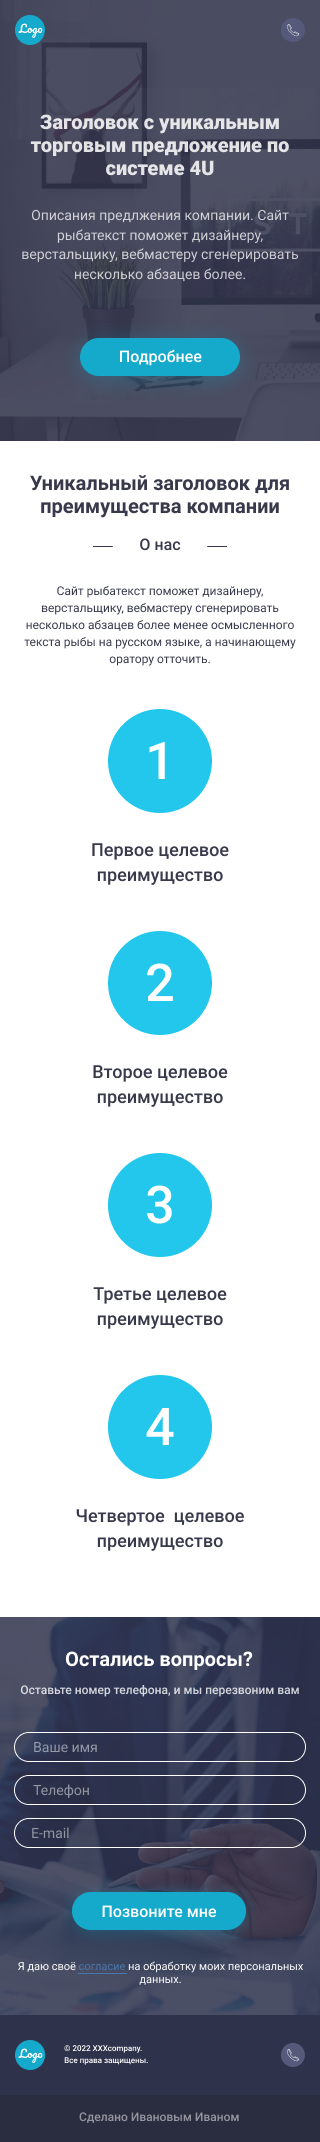 Logo
Заголовок с уникальным
торговым предложение по
системе 4U
Описания предлжения компании. Сайт
рыбатекст поможет дизайнеру,
верстальщику, вебмастеру сгенерировать
несколько абзацев более.
Подробнее
Уникальный заголовок для
преимущества компании
О нас
Сайт рыбатекст поможет дизайнеру,
верстальщику, вебмастеру сгенерировать
несколько абзацев более менее осмысленного
текста рыбы на русском языке, а начинающему
оратору отточить.
1
Первое целевое
преимущество
2
Второе целевое
преимущество
3
Третье целевое
преимущество
4
Четвертое  целевое
преимущество
Остались вопросы?
Оставьте номер телефона, и мы перезвоним вам
Ваше имя
Телефон
E-mail
Позвоните мне
Я даю своё согласие на обработку моих персональных
данных.
Logo
© 2022 XXXcompany.
Все права защищены.
Сделано Ивановым Иваном